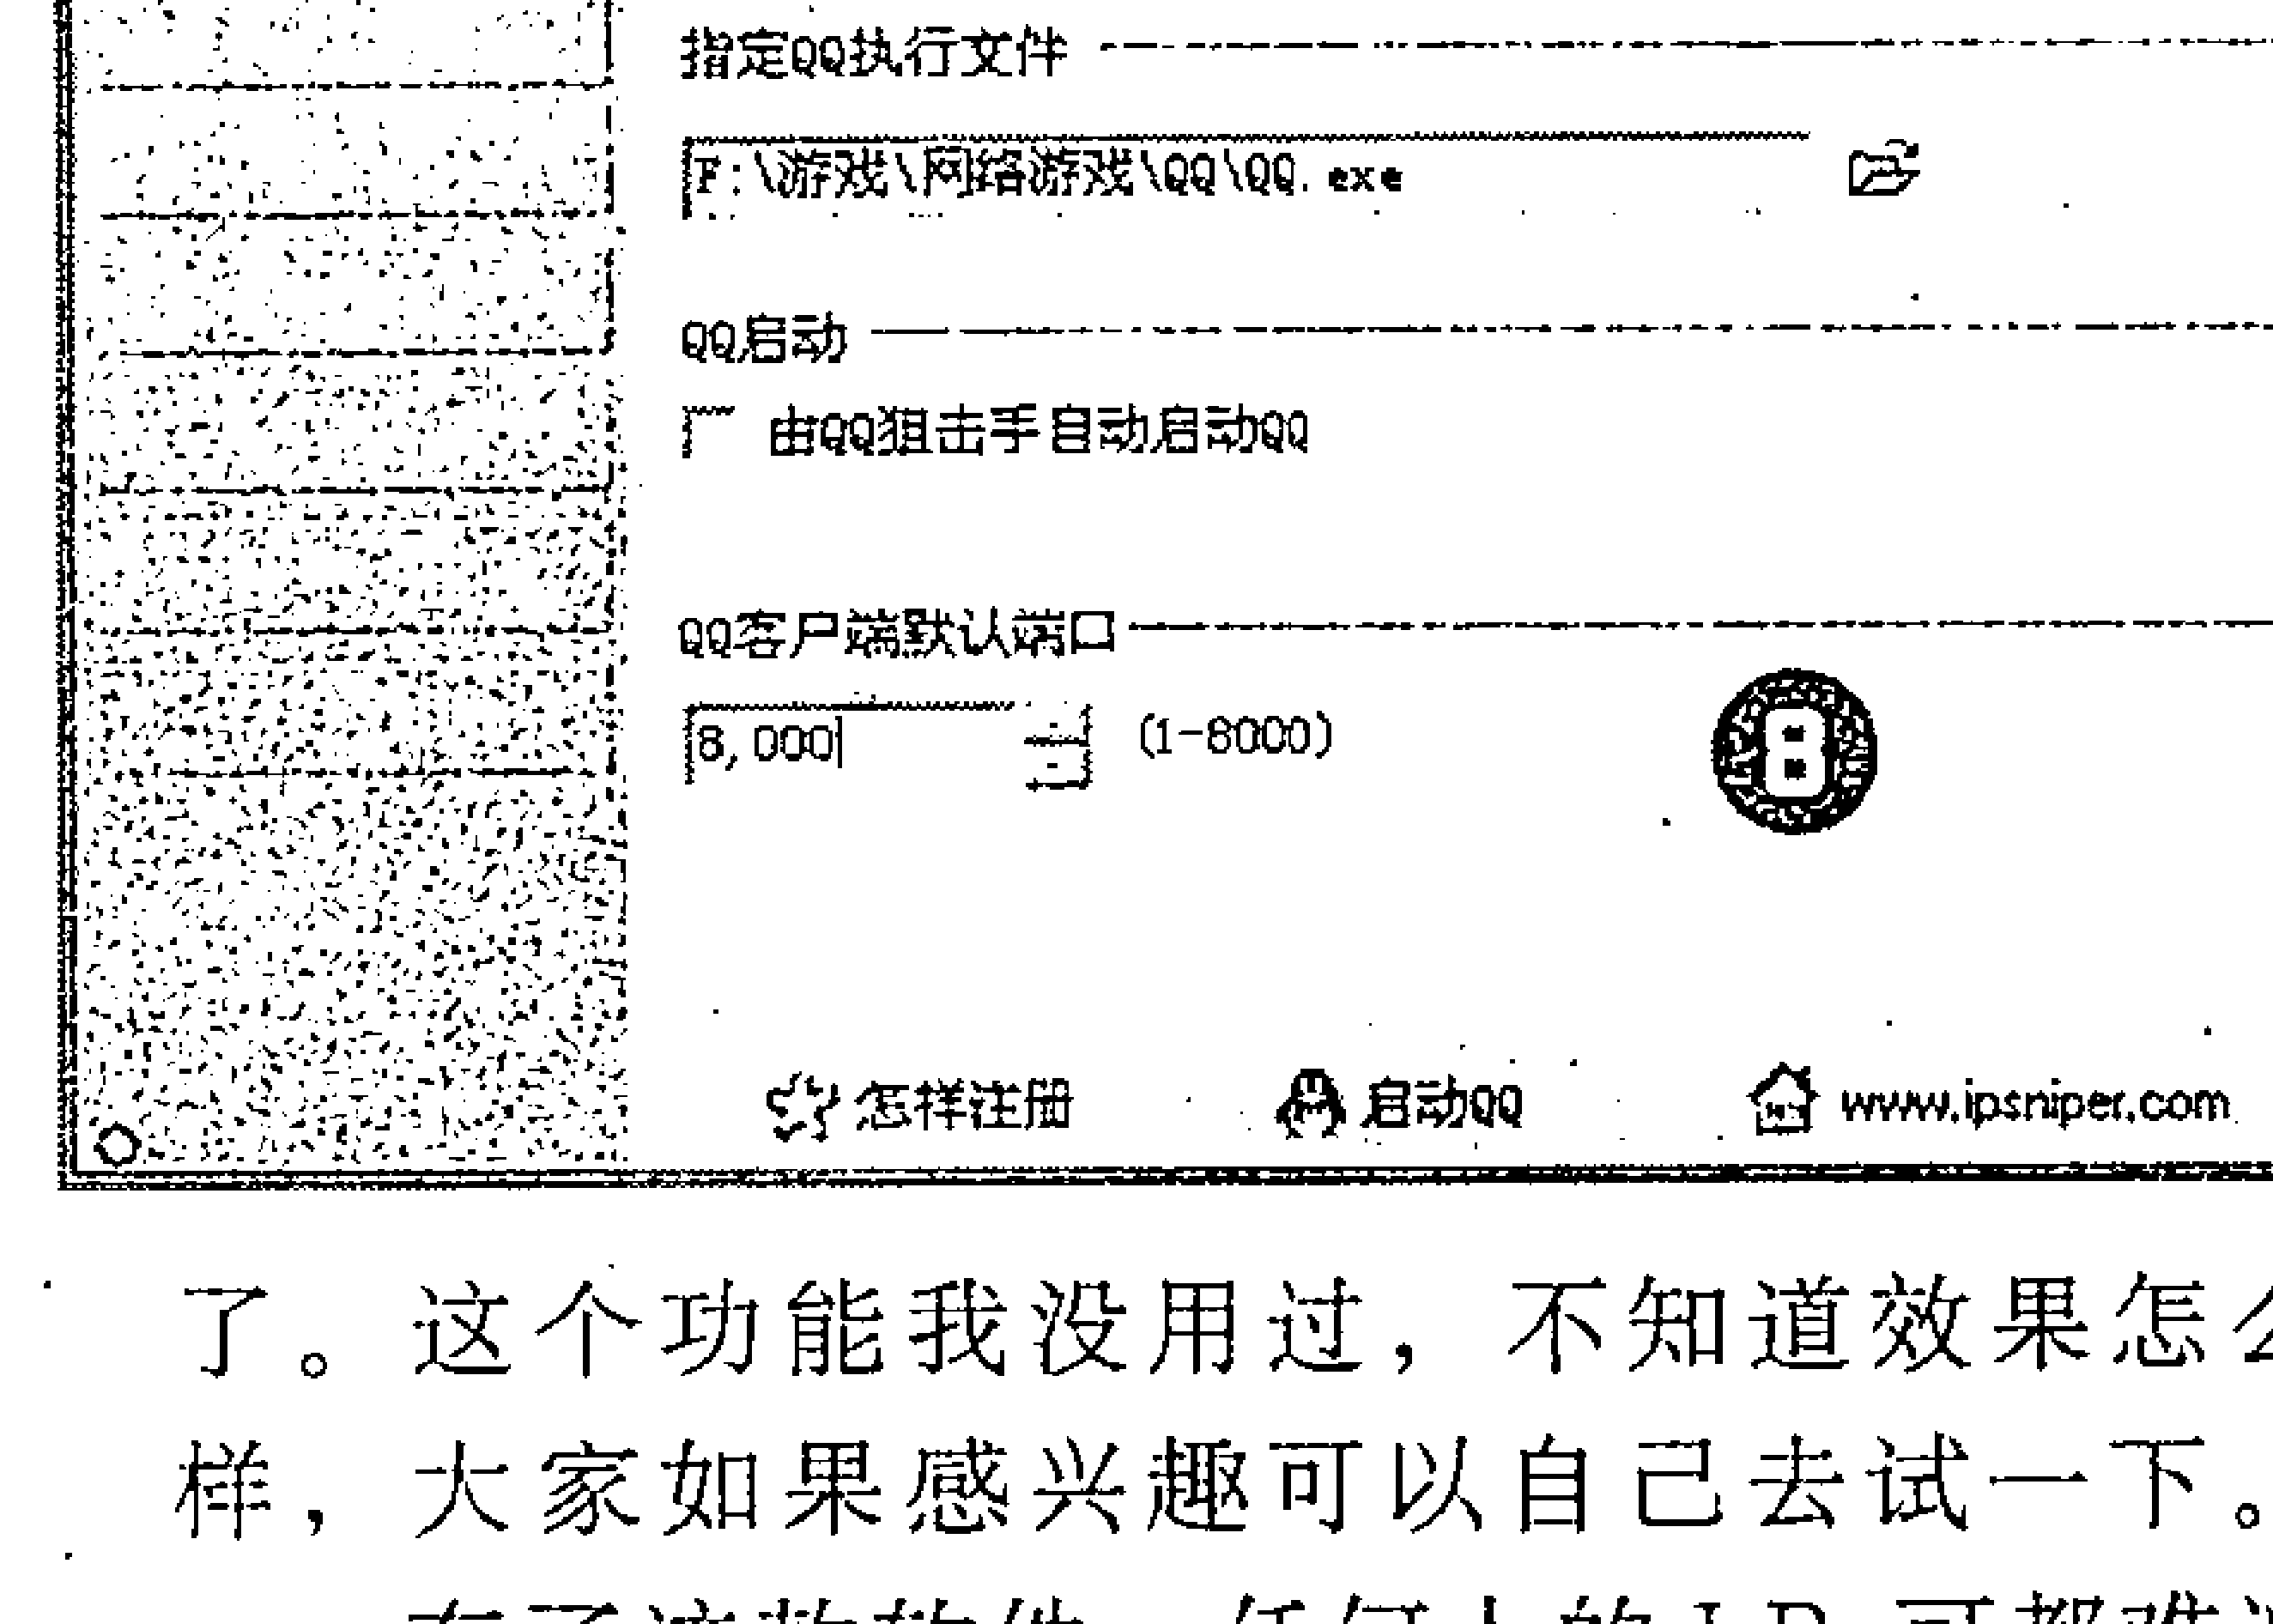 指定QQ执行文件
F:\游戏\网络游戏\QQ\QQ.exe
QQ启动
由QQ狙击手自动启动QQ
QQ客户端默认端口
8,000 (1-8000)
怎样注册 启动QQ www.ipsniper.com
了。这个功能我没用过，不知道效果怎么
样，大家如果感兴趣可以自己去试一下。